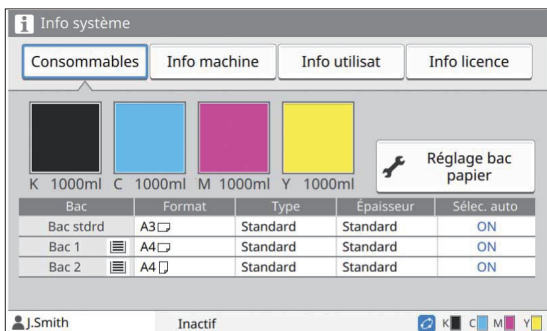 Info système
Consommables Info machine Info utilisat Info licence
K 1000ml C 1000ml M 1000ml Y 1000ml
Réglage bac
papier
Bac Format Type Épaisseur Sélec. auto
Bac stdrd A3 Standard Standard ON
Bac 1 A4 Standard Standard ON
Bac 2 A4 Standard Standard ON
J.Smith Inactif K C M Y